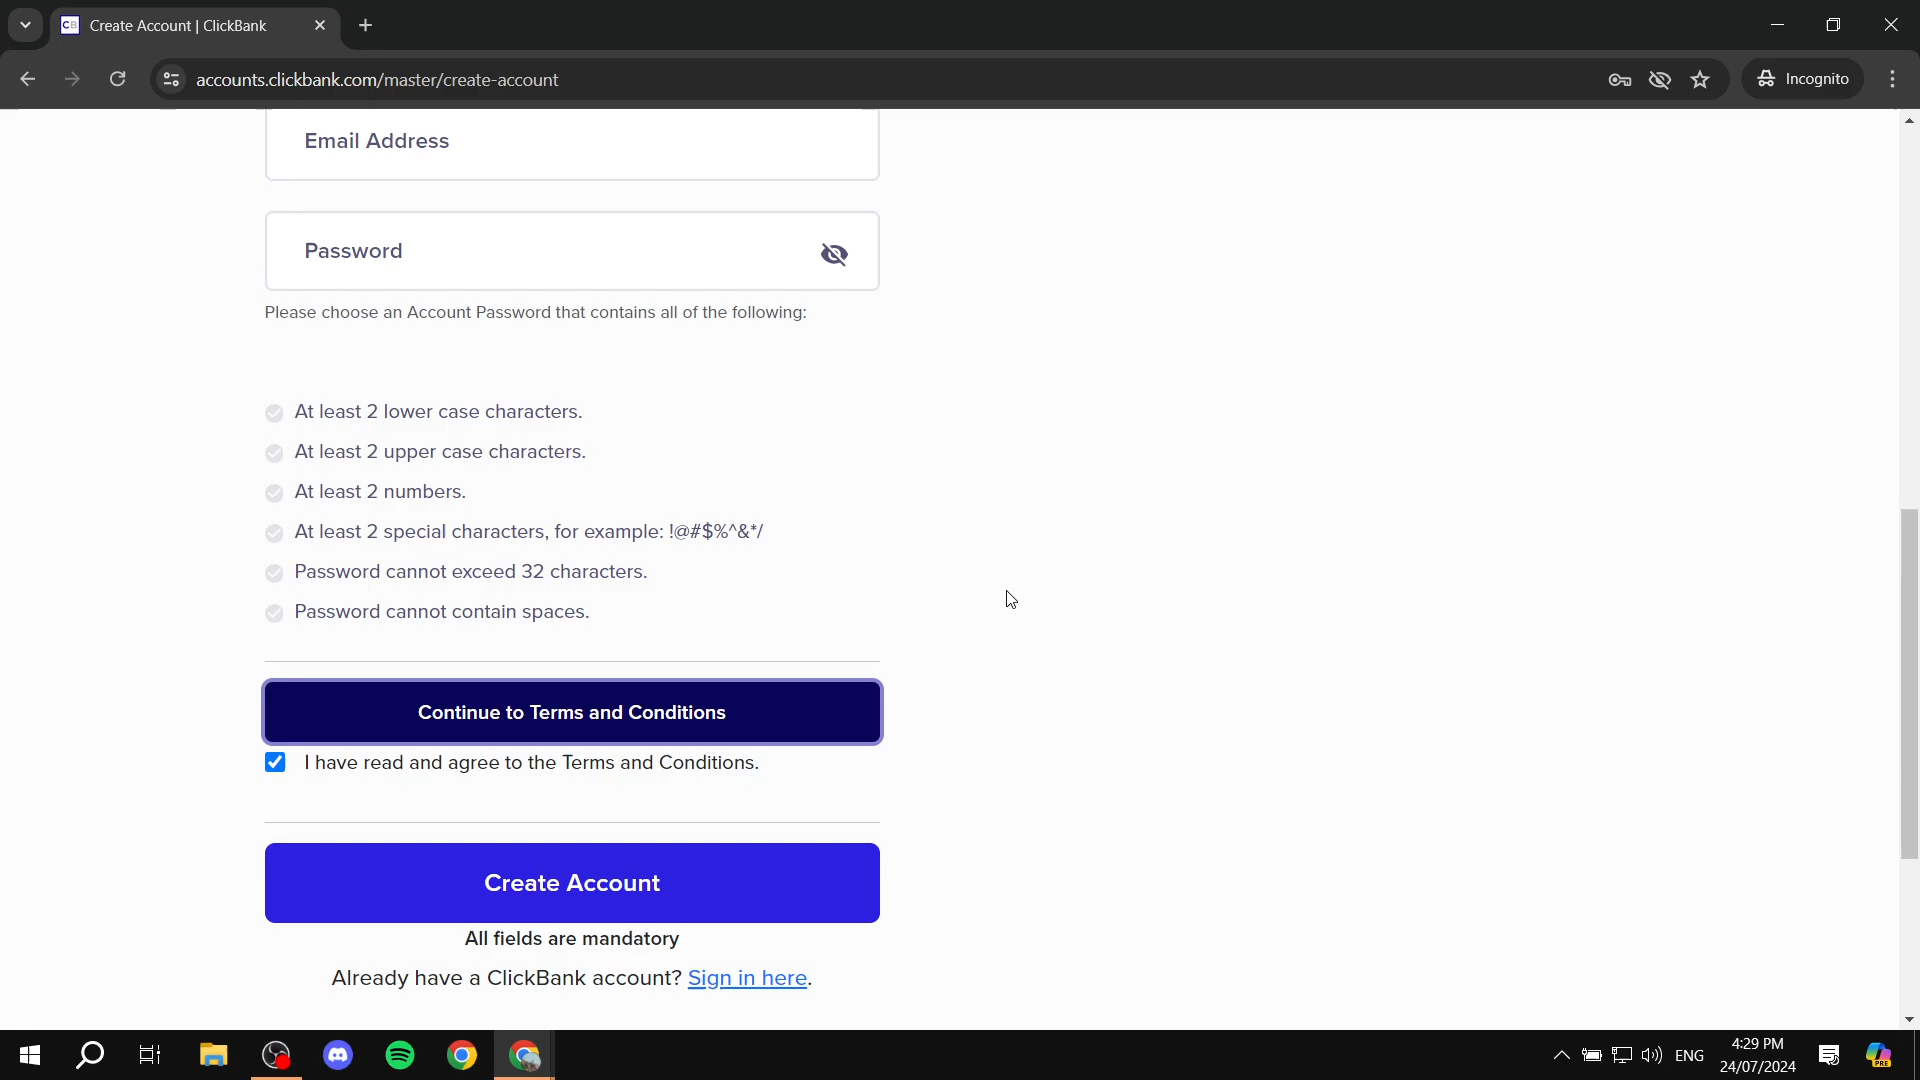 CB Create Account | ClickBank
accounts.clickbank.com/master/create-account
Incognito
Email Address
Password
Please choose an Account Password that contains all of the following:
At least 2 lower case characters.
At least 2 upper case characters.
At least 2 numbers.
At least 2 special characters, for example: !@#$%^&*/
Password cannot exceed 32 characters.
Password cannot contain spaces.
Continue to Terms and Conditions
I have read and agree to the Terms and Conditions.
Create Account
All fields are mandatory
Already have a ClickBank account? Sign in here.
ENG
4:29 PM
24/07/2024
PRE